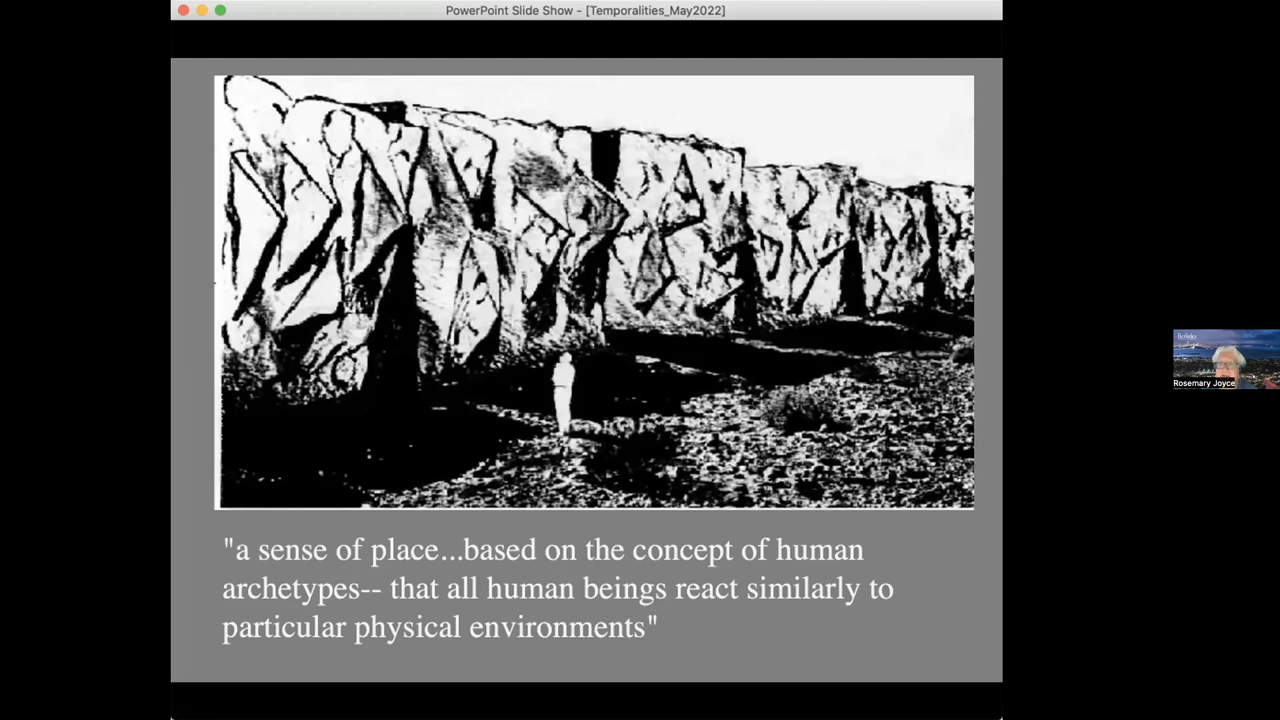 PowerPoint Slide Show - [Temporalities_May2022]
"a sense of place...based on the concept of human
archetypes-- that all human beings react similarly to
particular physical environments"
Rosemary Joyce